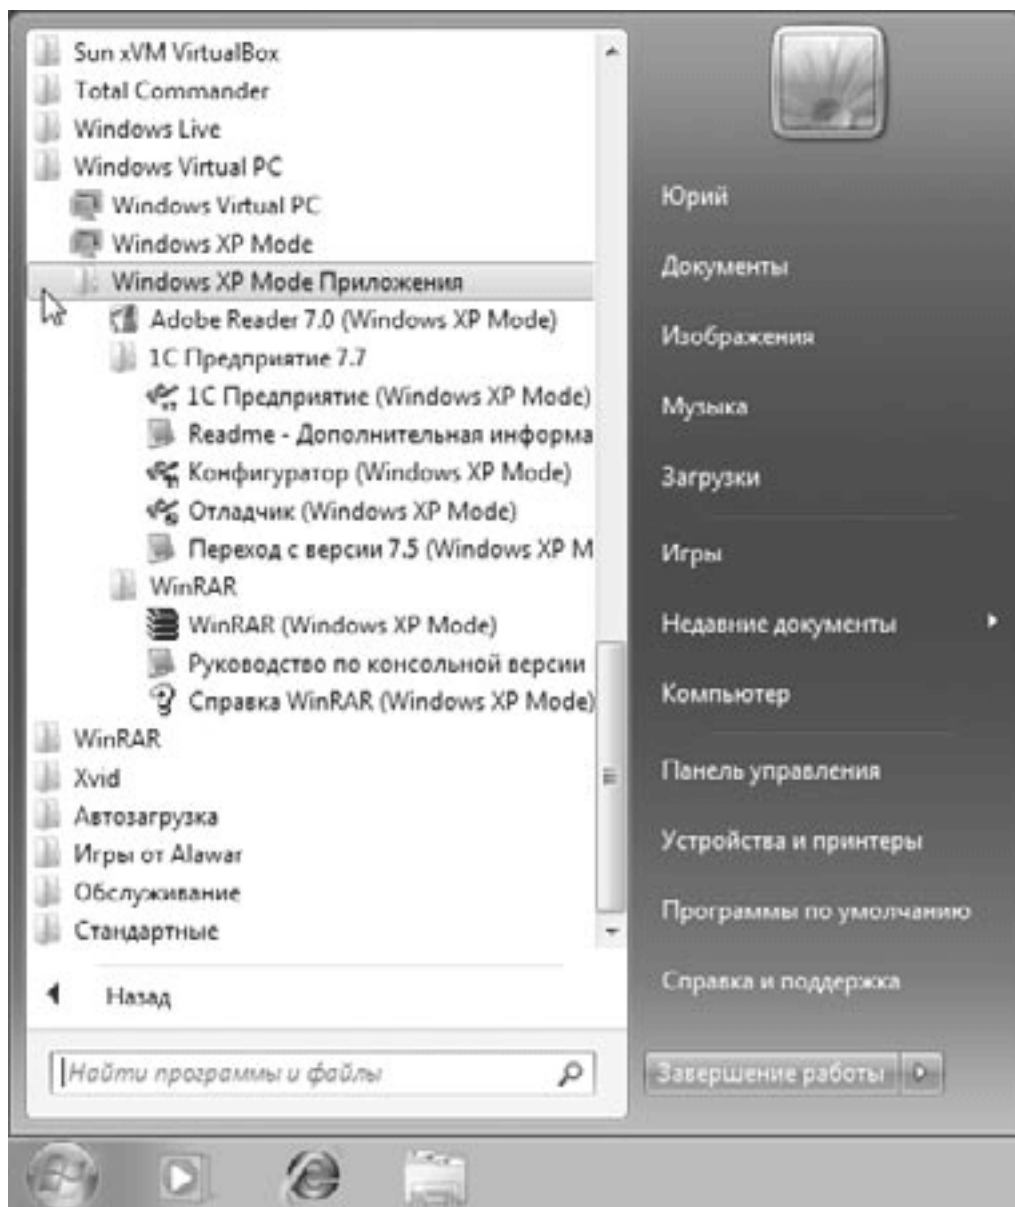 Sun xVM VirtualBox
Total Commander
Windows Live
Windows Virtual PC
Windows Virtual PC
Windows XP Mode
Windows XP Mode Приложения
Adobe Reader 7.0 (Windows XP Mode)
1С Предприятие 7.7
1С Предприятие (Windows XP Mode)
Readme - Дополнительная информа
Конфигуратор (Windows XP Mode)
Отладчик (Windows XP Mode)
Переход с версии 7.5 (Windows XP M
WinRAR
WinRAR (Windows XP Mode)
Руководство по консольной версии
Справка WinRAR (Windows XP Mode)
WinRAR
Xvid
Автозагрузка
Игры от Alawar
Обслуживание
Стандартные
Назад
Найти программы и файлы
Юрий
Документы
Изображения
Музыка
Загрузки
Игры
Недавние документы
Компьютер
Панель управления
Устройства и принтеры
Программы по умолчанию
Справка и поддержка
Завершение работы